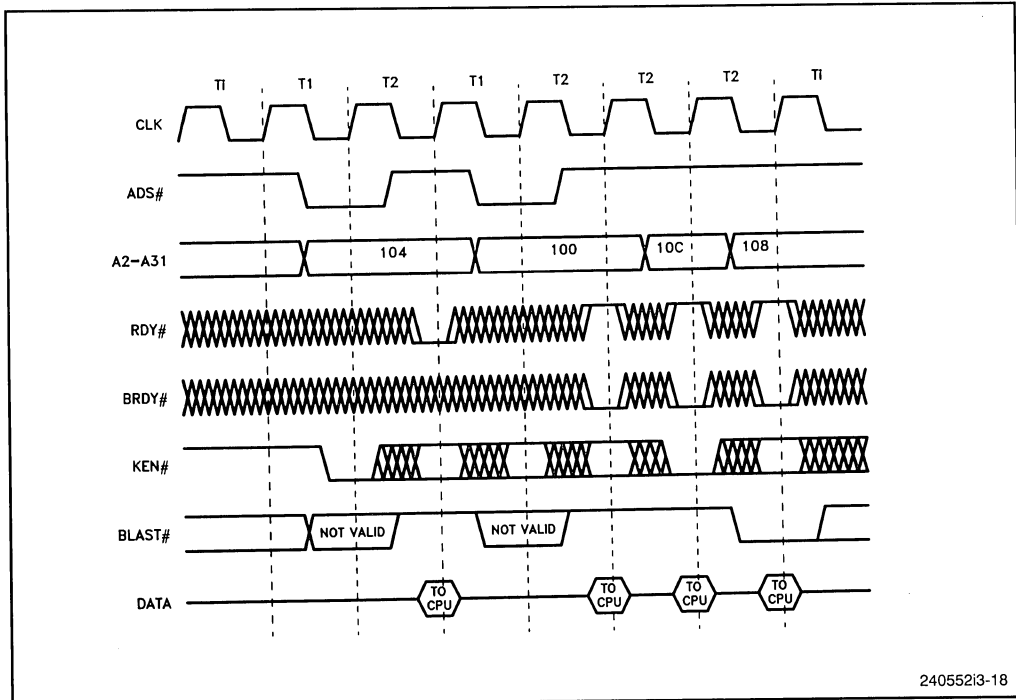 Ti T1 T2 T1 T2 T2 T2 Ti
CLK
ADS#
A2–A31 104 100 10C 108
RDY#
BRDY#
KEN#
BLAST# NOT VALID NOT VALID
DATA TO CPU TO CPU TO CPU TO CPU
240552i3-18